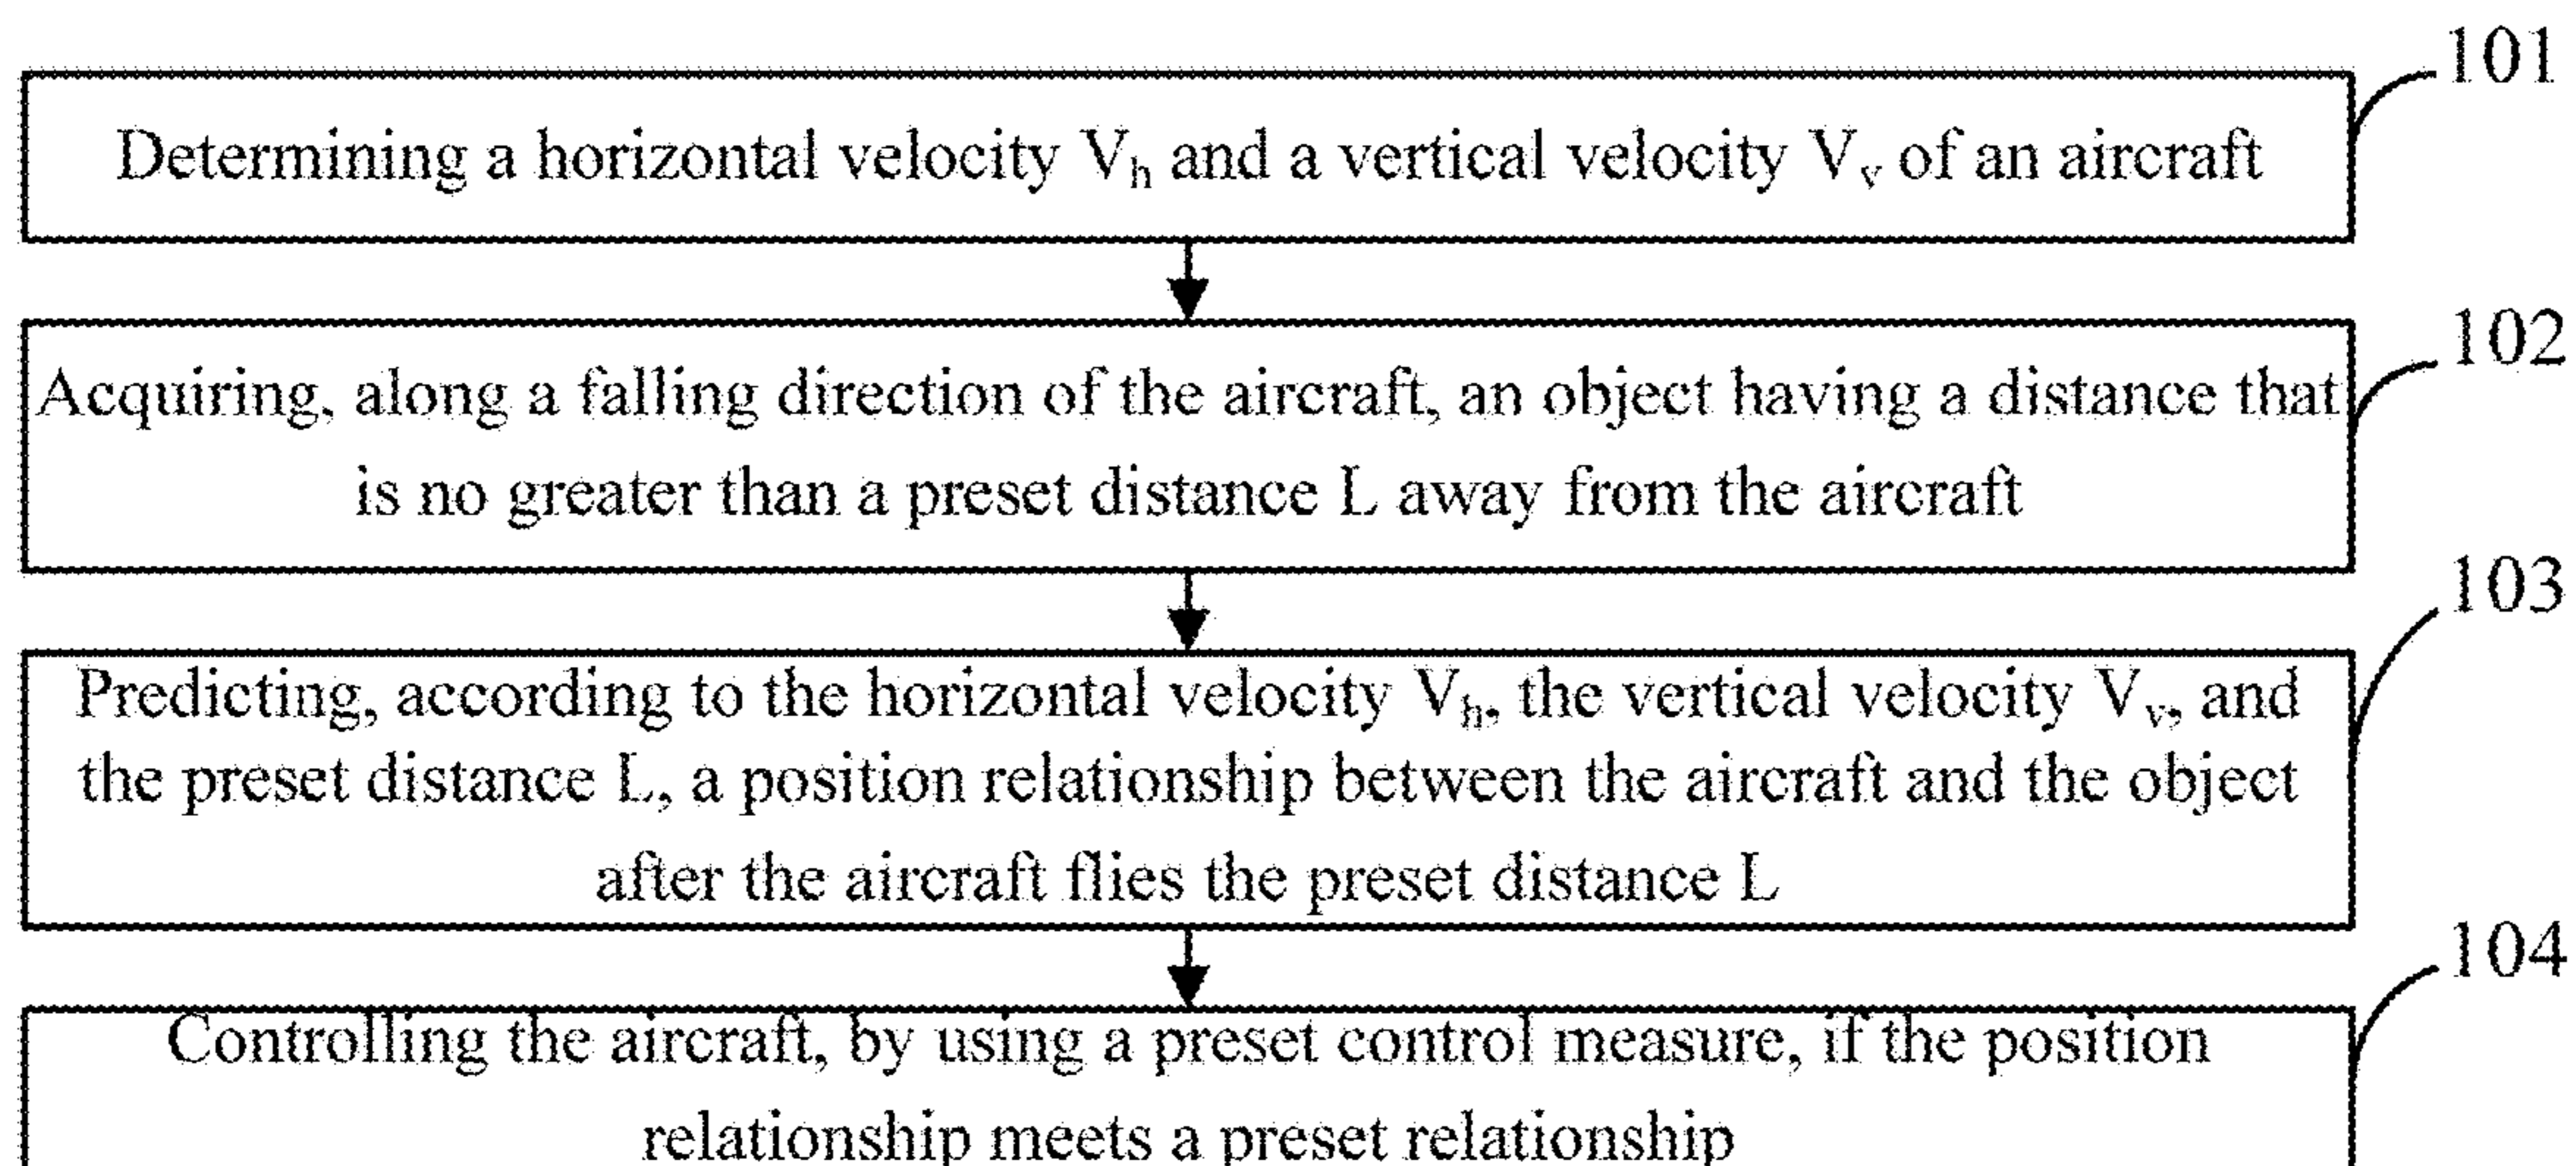 101
Determining a horizontal velocity Vh and a vertical velocity Vv of an aircraft
102
Acquiring, along a falling direction of the aircraft, an object having a distance that
is no greater than a preset distance L away from the aircraft
103
Predicting, according to the horizontal velocity Vh, the vertical velocity Vv, and
the preset distance L, a position relationship between the aircraft and the object
after the aircraft flies the preset distance L
104
Controlling the aircraft, by using a preset control measure, if the position
relationship meets a preset relationship